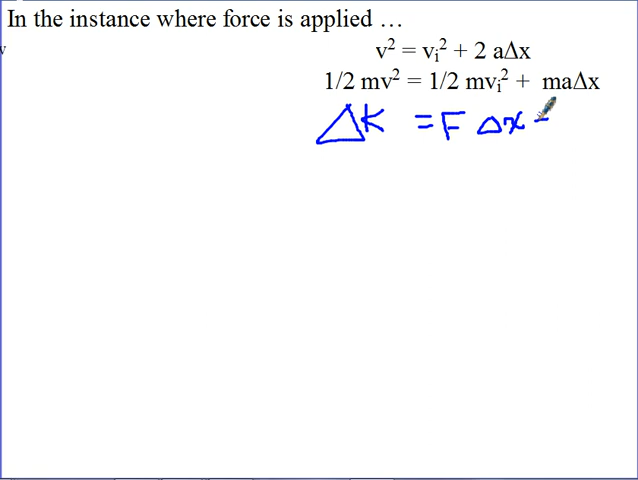 In the instance where force is applied …
v
v² = vᵢ² + 2 aΔx
1/2 mv² = 1/2 mvᵢ² + maΔx
ΔK = F Δx =